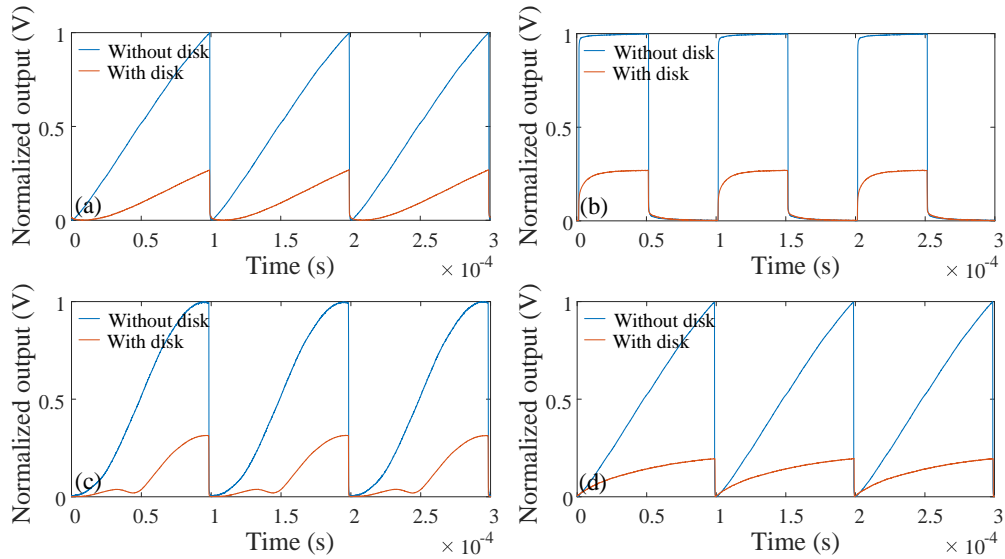 Normalized output (V)
1
0.5
0
Without disk
With disk
(a)
0 0.5 1 1.5 2 2.5 3
Time (s)
× 10-4
Normalized output (V)
1
0.5
0
Without disk
With disk
(b)
0 0.5 1 1.5 2 2.5 3
Time (s)
× 10-4
Normalized output (V)
1
0.5
0
Without disk
With disk
(c)
0 0.5 1 1.5 2 2.5 3
Time (s)
× 10-4
Normalized output (V)
1
0.5
0
Without disk
With disk
(d)
0 0.5 1 1.5 2 2.5 3
Time (s)
× 10-4